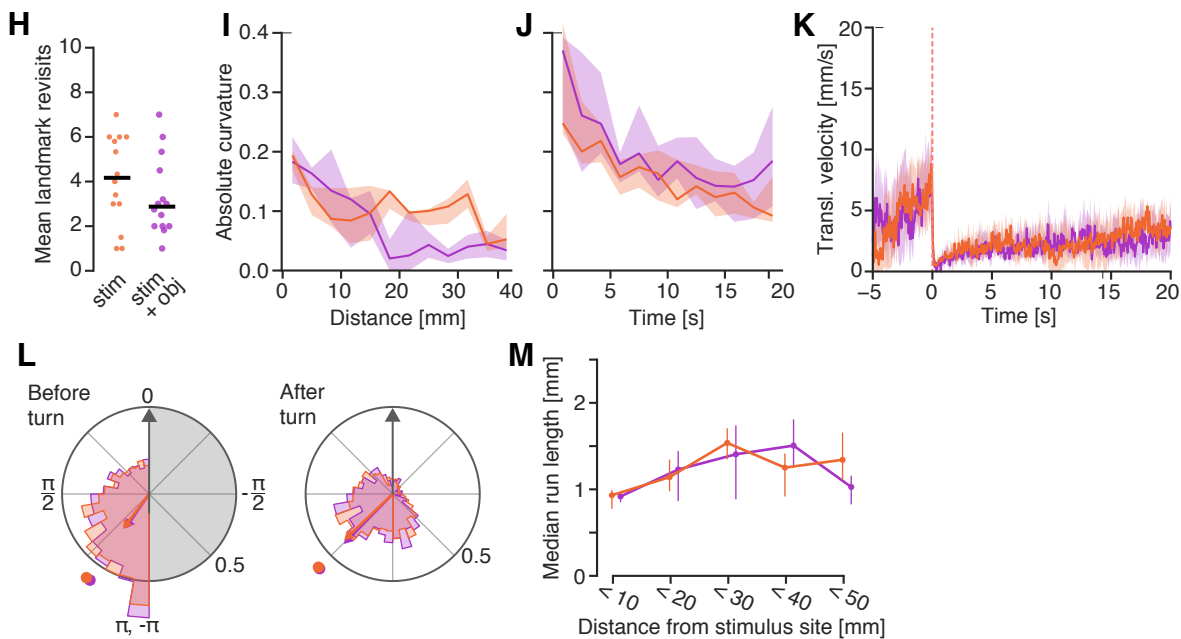 H
Mean landmark revisits
10
8
6
4
2
0
stim
stim
+ obj
I
Absolute curvature
0.4
0.3
0.2
0.1
0.0
0 10 20 30 40
Distance [mm]
J
0 5 10 15 20
Time [s]
K
Transl. velocity [mm/s]
20
15
10
5
0
−5 0 5 10 15 20
Time [s]
L
Before
turn
0
π
2
-π
2
0.5
π, -π
After
turn
0.5
M
Median run length [mm]
2
1
0
<10 <20 <30 <40 <50
Distance from stimulus site [mm]